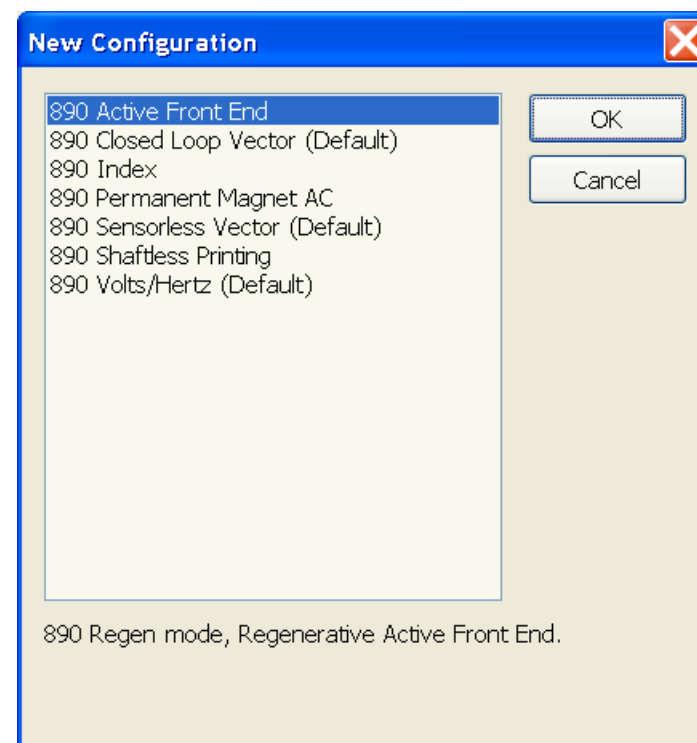 New Configuration
890 Active Front End
890 Closed Loop Vector (Default)
890 Index
890 Permanent Magnet AC
890 Sensorless Vector (Default)
890 Shaftless Printing
890 Volts/Hertz (Default)
OK
Cancel
890 Regen mode, Regenerative Active Front End.